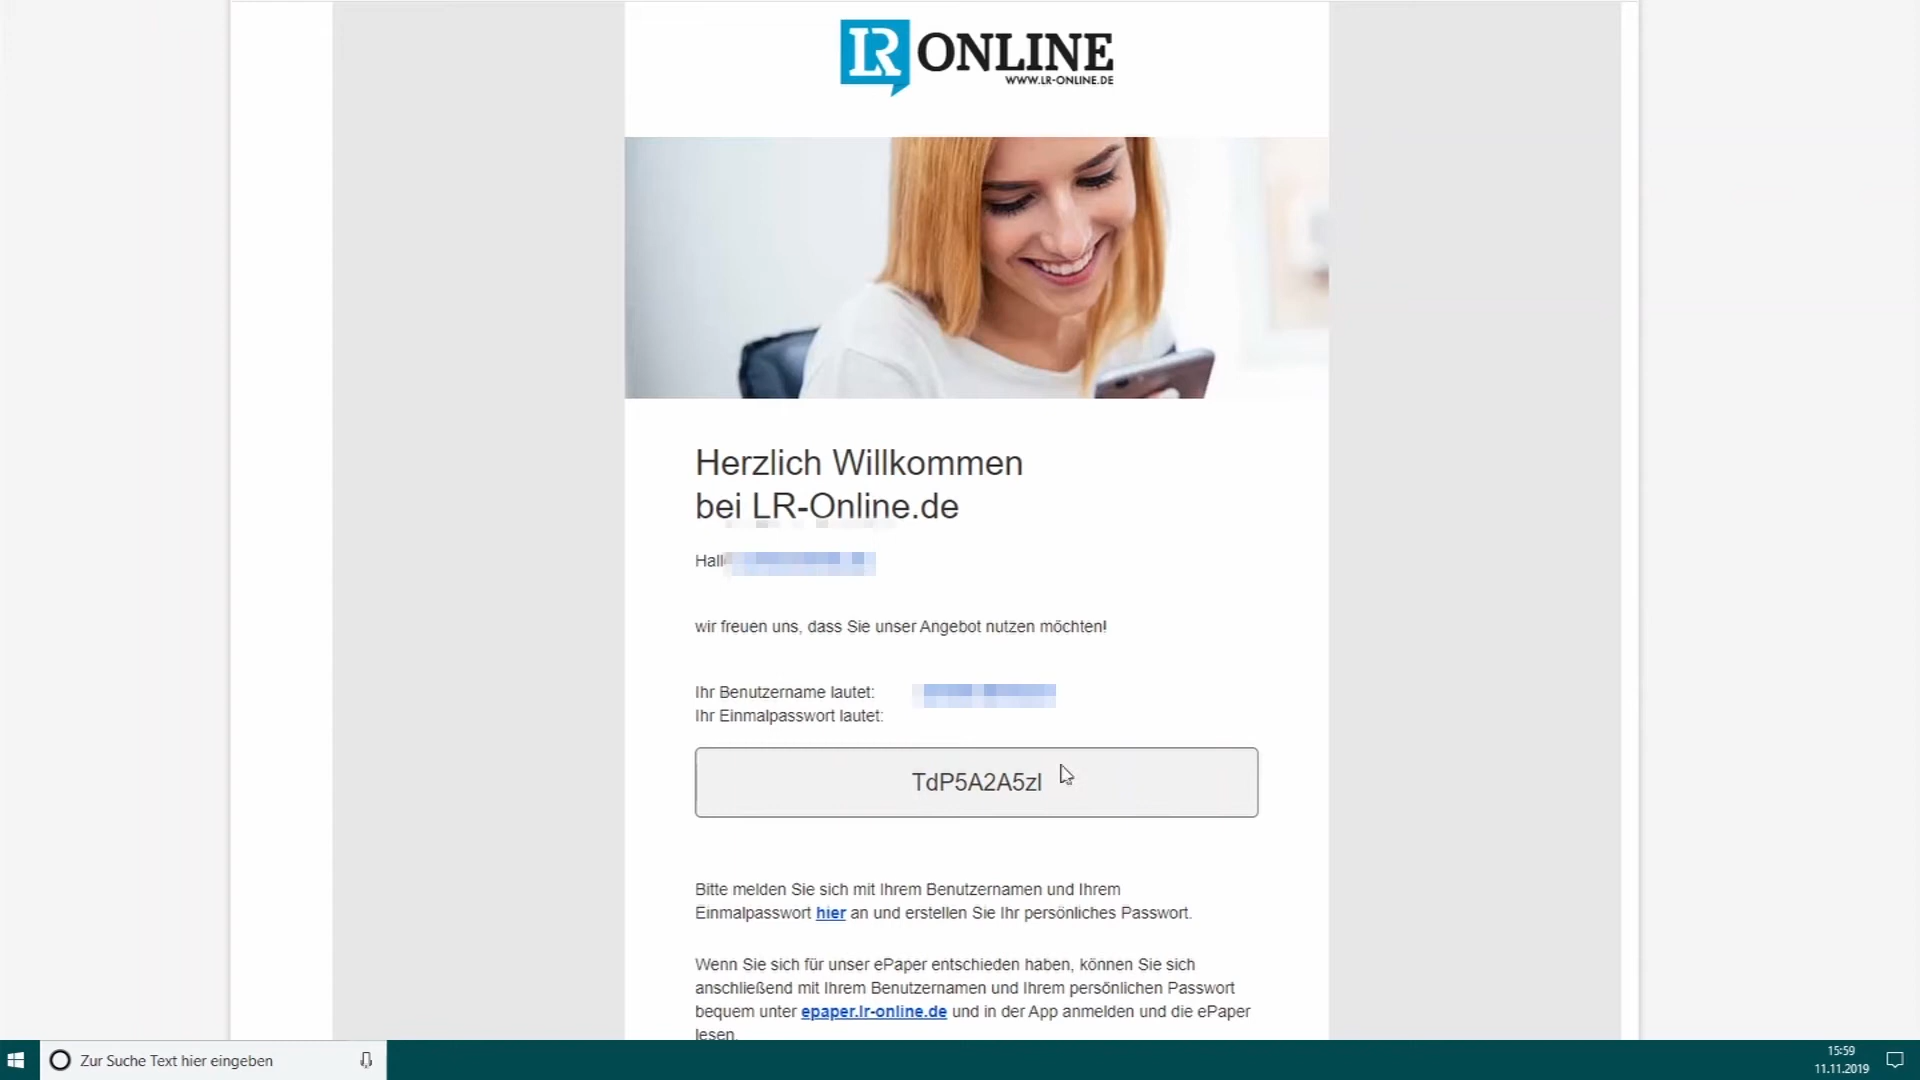 LR ONLINE
WWW.LR-ONLINE.DE
Herzlich Willkommen
bei LR-Online.de
Hallo
wir freuen uns, dass Sie unser Angebot nutzen möchten!
Ihr Benutzername lautet:
Ihr Einmalpasswort lautet:
TdP5A2A5zl
Bitte melden Sie sich mit Ihrem Benutzernamen und Ihrem
Einmalpasswort hier an und erstellen Sie Ihr persönliches Passwort.
Wenn Sie sich für unser ePaper entschieden haben, können Sie sich
anschließend mit Ihrem Benutzernamen und Ihrem persönlichen Passwort
bequem unter epaper.lr-online.de und in der App anmelden und die ePaper
lesen.
Zur Suche Text hier eingeben
15:59
11.11.2019